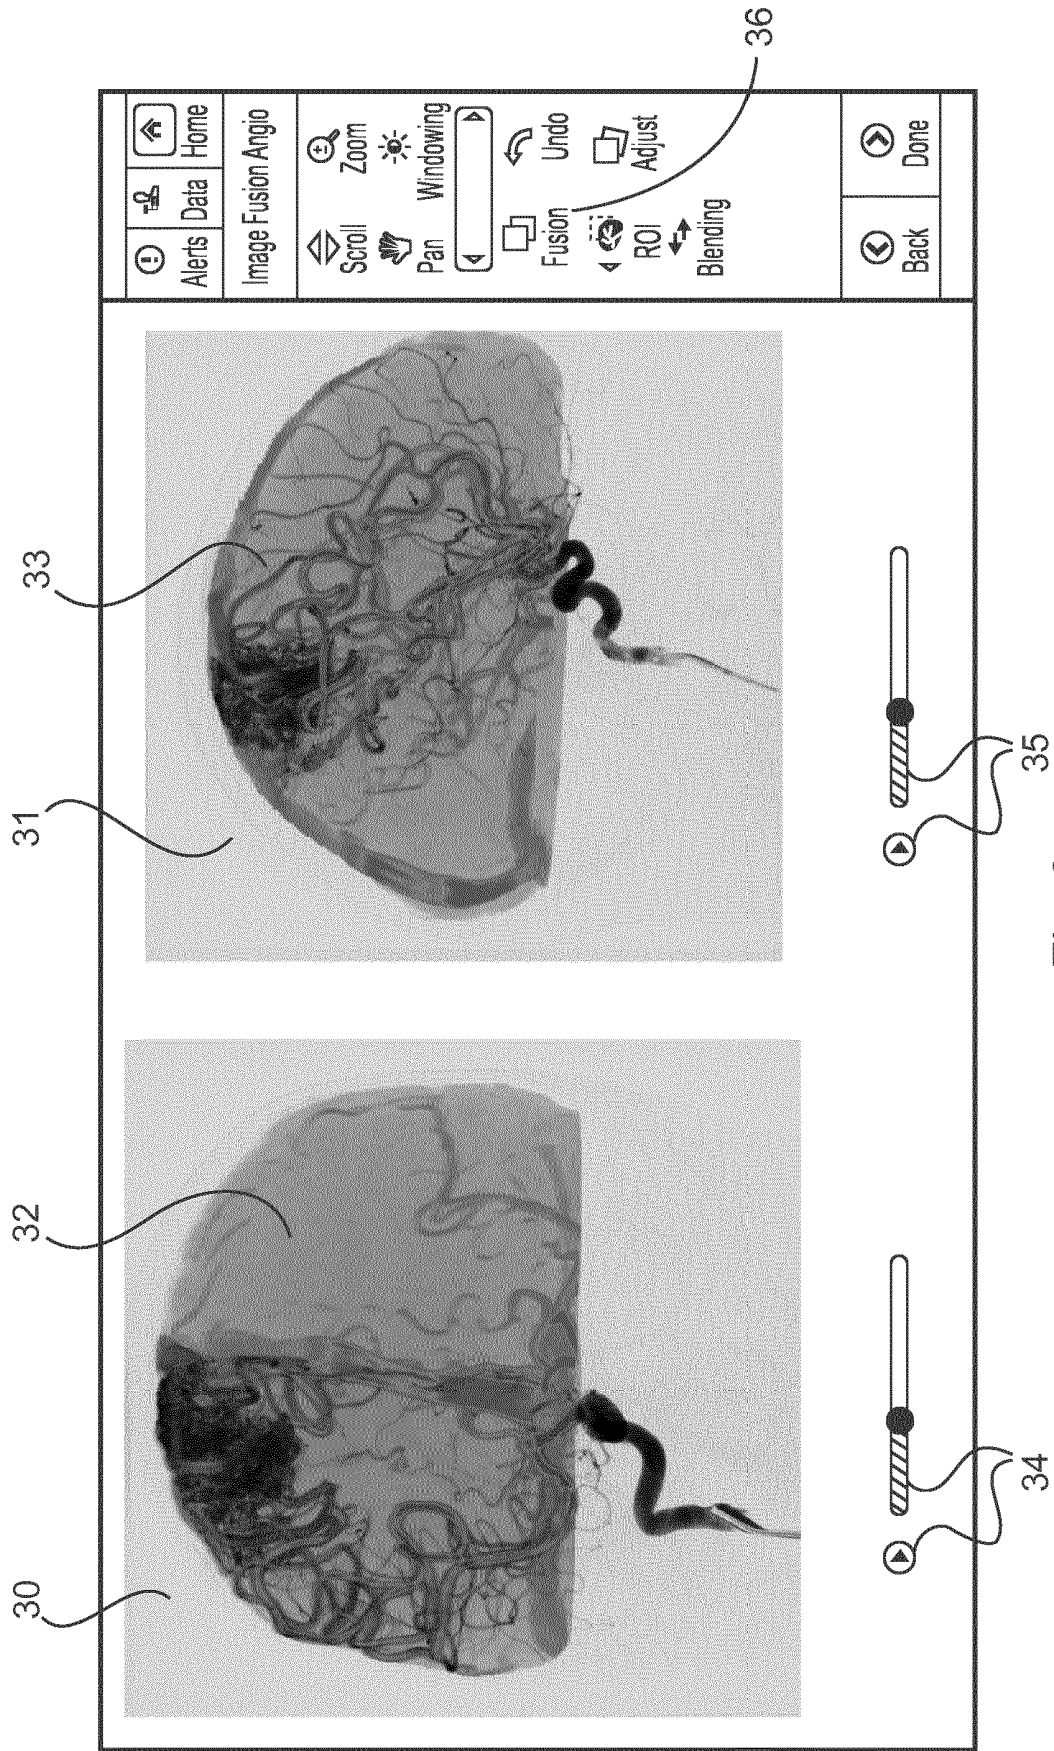 30
32
31
33
Alerts
Data
Home
Image Fusion Angio
Scroll
Zoom
Pan
Windowing
Fusion
Undo
ROI
Adjust
Blending
Back
Done
36
34
35